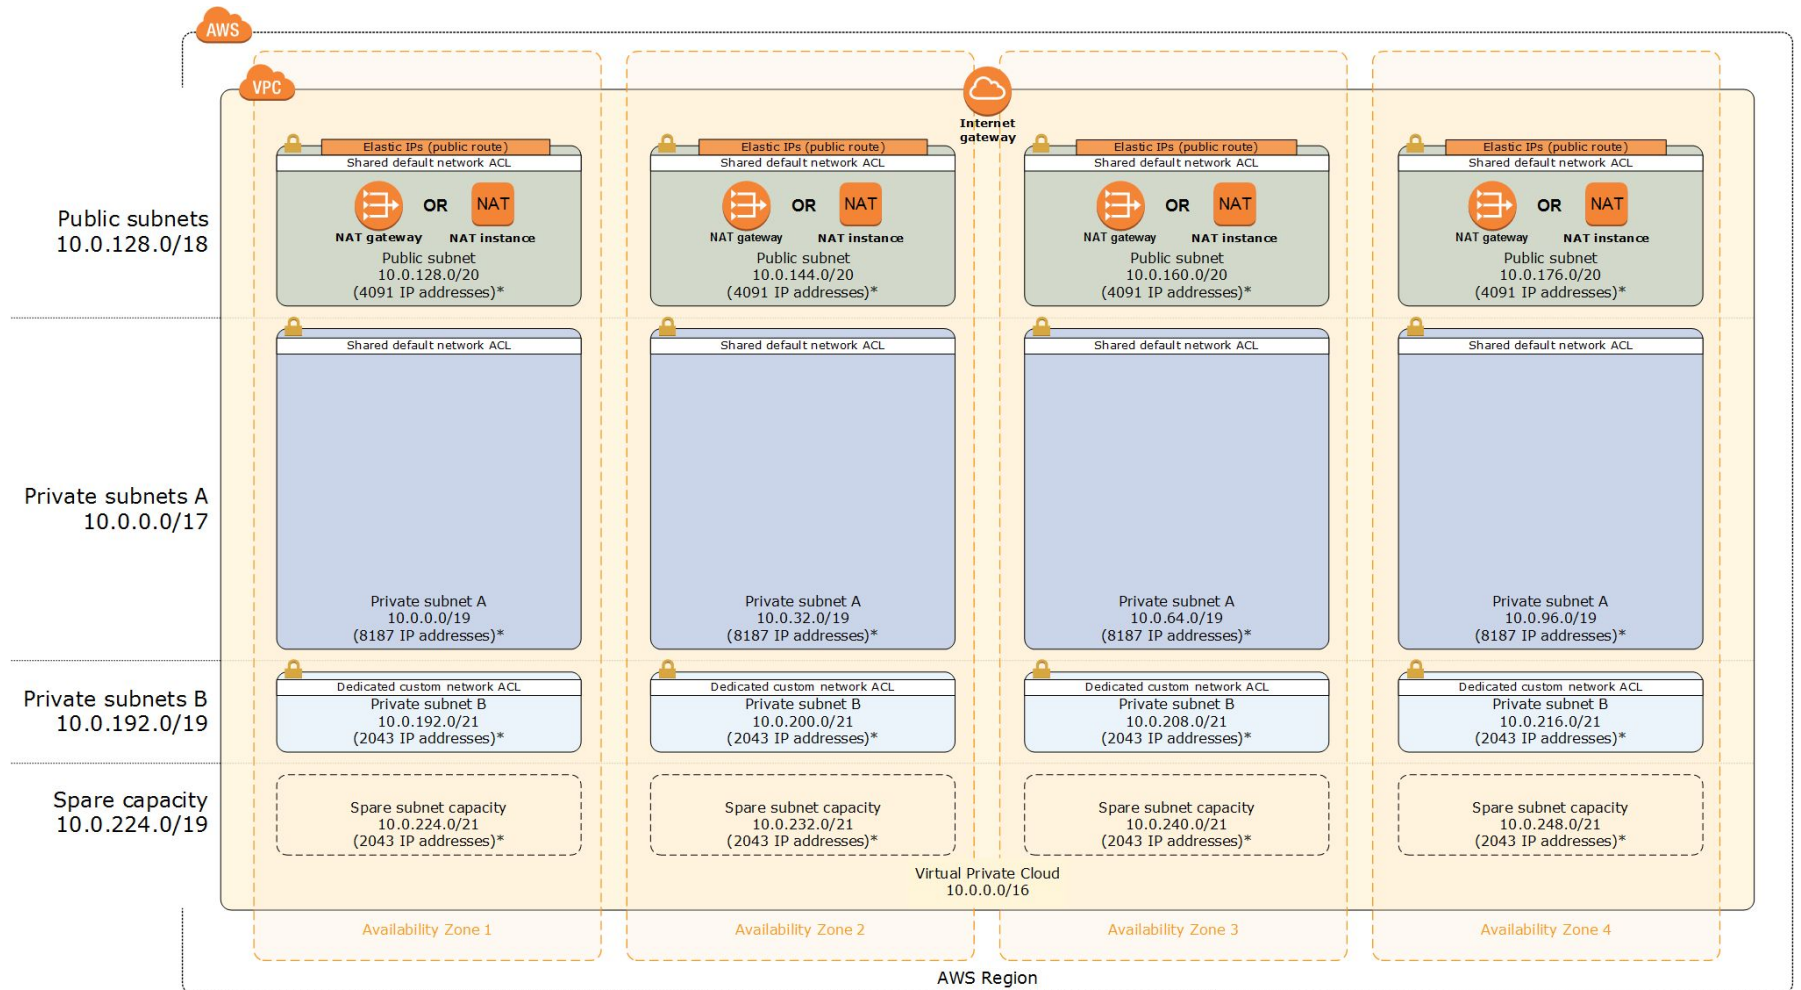 AWS
VPC
Internet
gateway
Public subnets
10.0.128.0/18
Elastic IPs (public route)
Shared default network ACL
OR
NAT
NAT gateway
NAT instance
Public subnet
10.0.128.0/20
(4091 IP addresses)*
Elastic IPs (public route)
Shared default network ACL
OR
NAT
NAT gateway
NAT instance
Public subnet
10.0.144.0/20
(4091 IP addresses)*
Elastic IPs (public route)
Shared default network ACL
OR
NAT
NAT gateway
NAT instance
Public subnet
10.0.160.0/20
(4091 IP addresses)*
Elastic IPs (public route)
Shared default network ACL
OR
NAT
NAT gateway
NAT instance
Public subnet
10.0.176.0/20
(4091 IP addresses)*
Private subnets A
10.0.0.0/17
Shared default network ACL
Private subnet A
10.0.0.0/19
(8187 IP addresses)*
Shared default network ACL
Private subnet A
10.0.32.0/19
(8187 IP addresses)*
Shared default network ACL
Private subnet A
10.0.64.0/19
(8187 IP addresses)*
Shared default network ACL
Private subnet A
10.0.96.0/19
(8187 IP addresses)*
Private subnets B
10.0.192.0/19
Dedicated custom network ACL
Private subnet B
10.0.192.0/21
(2043 IP addresses)*
Dedicated custom network ACL
Private subnet B
10.0.200.0/21
(2043 IP addresses)*
Dedicated custom network ACL
Private subnet B
10.0.208.0/21
(2043 IP addresses)*
Dedicated custom network ACL
Private subnet B
10.0.216.0/21
(2043 IP addresses)*
Spare capacity
10.0.224.0/19
Spare subnet capacity
10.0.224.0/21
(2043 IP addresses)*
Spare subnet capacity
10.0.232.0/21
(2043 IP addresses)*
Spare subnet capacity
10.0.240.0/21
(2043 IP addresses)*
Spare subnet capacity
10.0.248.0/21
(2043 IP addresses)*
Virtual Private Cloud
10.0.0.0/16
Availability Zone 1
Availability Zone 2
Availability Zone 3
Availability Zone 4
AWS Region